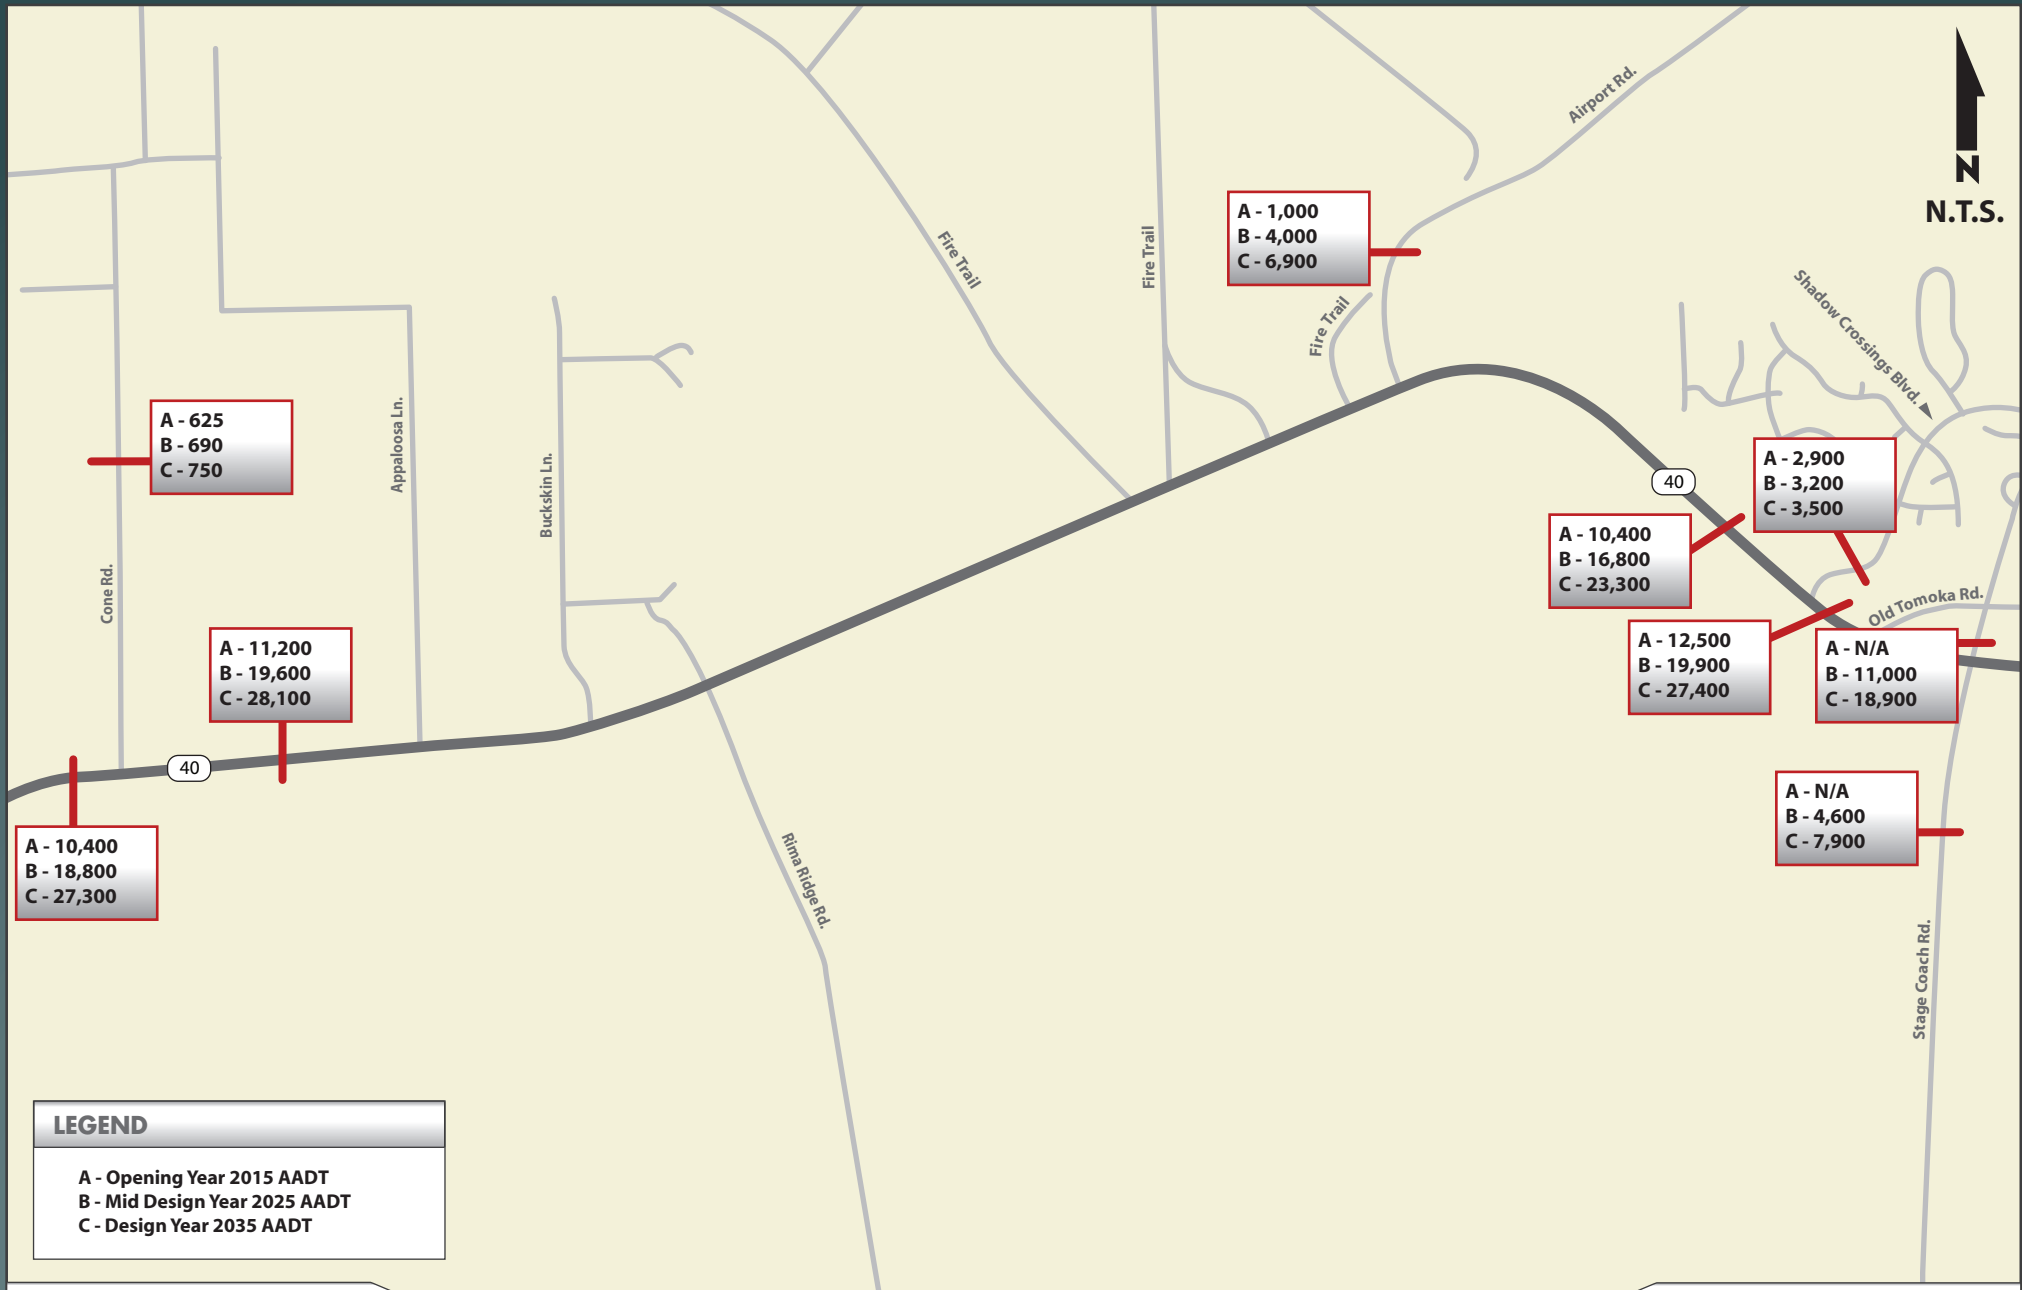 Airport Rd.
N
N.T.S.
A - 1,000
B - 4,000
C - 6,900
Fire Trail
Fire Trail
Fire Trail
Shadow Crossings Blvd.
A - 625
B - 690
C - 750
Appaloosa Ln.
Buckskin Ln.
Cone Rd.
40
A - 2,900
B - 3,200
C - 3,500
A - 10,400
B - 16,800
C - 23,300
Old Tomoka Rd.
A - 12,500
B - 19,900
C - 27,400
A - N/A
B - 11,000
C - 18,900
A - 11,200
B - 19,600
C - 28,100
40
A - 10,400
B - 18,800
C - 27,300
Rima Ridge Rd.
A - N/A
B - 4,600
C - 7,900
Stage Coach Rd.
LEGEND
A - Opening Year 2015 AADT
B - Mid Design Year 2025 AADT
C - Design Year 2035 AADT